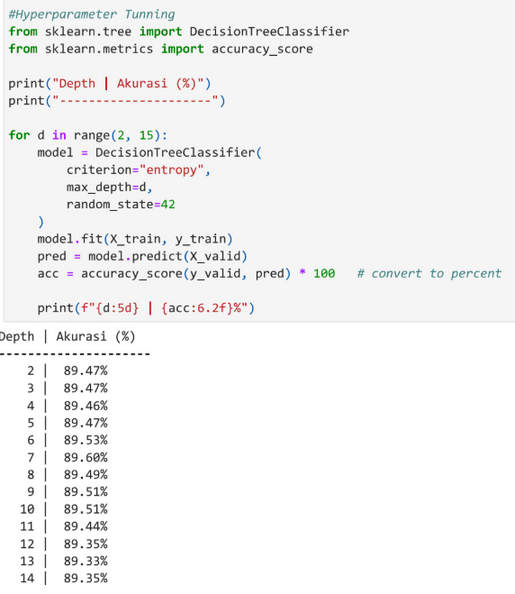 #Hyperparameter Tunning
from sklearn.tree import DecisionTreeClassifier
from sklearn.metrics import accuracy_score

print("Depth | Akurasi (%)")
print("---------------------")

for d in range(2, 15):
    model = DecisionTreeClassifier(
        criterion="entropy",
        max_depth=d,
        random_state=42
    )
    model.fit(X_train, y_train)
    pred = model.predict(X_valid)
    acc = accuracy_score(y_valid, pred) * 100   # convert to percent

    print(f"{d:5d} | {acc:6.2f}%")
Depth | Akurasi (%)
---------------------
    2 |  89.47%
    3 |  89.47%
    4 |  89.46%
    5 |  89.47%
    6 |  89.53%
    7 |  89.60%
    8 |  89.49%
    9 |  89.51%
   10 |  89.51%
   11 |  89.44%
   12 |  89.35%
   13 |  89.33%
   14 |  89.35%